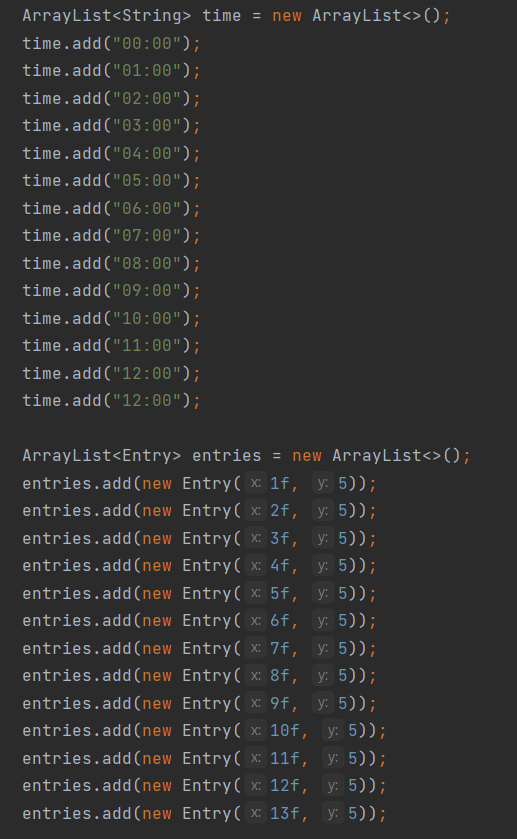 ArrayList<String> time = new ArrayList<>();
time.add("00:00");
time.add("01:00");
time.add("02:00");
time.add("03:00");
time.add("04:00");
time.add("05:00");
time.add("06:00");
time.add("07:00");
time.add("08:00");
time.add("09:00");
time.add("10:00");
time.add("11:00");
time.add("12:00");
time.add("12:00");
ArrayList<Entry> entries = new ArrayList<>();
entries.add(new Entry( x: 1f, y: 5));
entries.add(new Entry( x: 2f, y: 5));
entries.add(new Entry( x: 3f, y: 5));
entries.add(new Entry( x: 4f, y: 5));
entries.add(new Entry( x: 5f, y: 5));
entries.add(new Entry( x: 6f, y: 5));
entries.add(new Entry( x: 7f, y: 5));
entries.add(new Entry( x: 8f, y: 5));
entries.add(new Entry( x: 9f, y: 5));
entries.add(new Entry( x: 10f, y: 5));
entries.add(new Entry( x: 11f, y: 5));
entries.add(new Entry( x: 12f, y: 5));
entries.add(new Entry( x: 13f, y: 5));